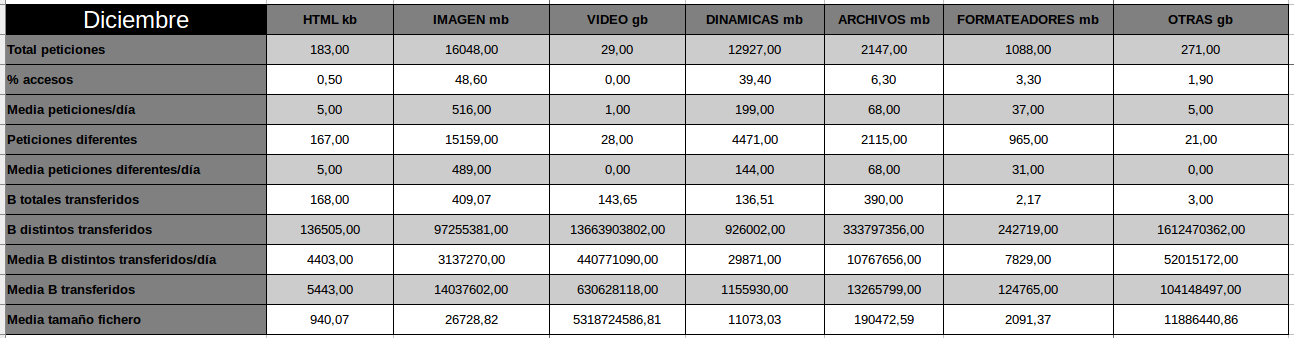 Diciembre HTML kb IMAGEN mb VIDEO gb DINAMICAS mb ARCHIVOS mb FORMATEADORES mb OTRAS gb
Total peticiones 183,00 16048,00 29,00 12927,00 2147,00 1088,00 271,00
% accesos 0,50 48,60 0,00 39,40 6,30 3,30 1,90
Media peticiones/día 5,00 516,00 1,00 199,00 68,00 37,00 5,00
Peticiones diferentes 167,00 15159,00 28,00 4471,00 2115,00 965,00 21,00
Media peticiones diferentes/día 5,00 489,00 0,00 144,00 68,00 31,00 0,00
B totales transferidos 168,00 409,07 143,65 136,51 390,00 2,17 3,00
B distintos transferidos 136505,00 97255381,00 13663903802,00 926002,00 333797356,00 242719,00 1612470362,00
Media B distintos transferidos/día 4403,00 3137270,00 440771090,00 29871,00 10767656,00 7829,00 52015172,00
Media B transferidos 5443,00 14037602,00 630628118,00 1155930,00 13265799,00 124765,00 104148497,00
Media tamaño fichero 940,07 26728,82 5318724586,81 11073,03 190472,59 2091,37 11886440,86